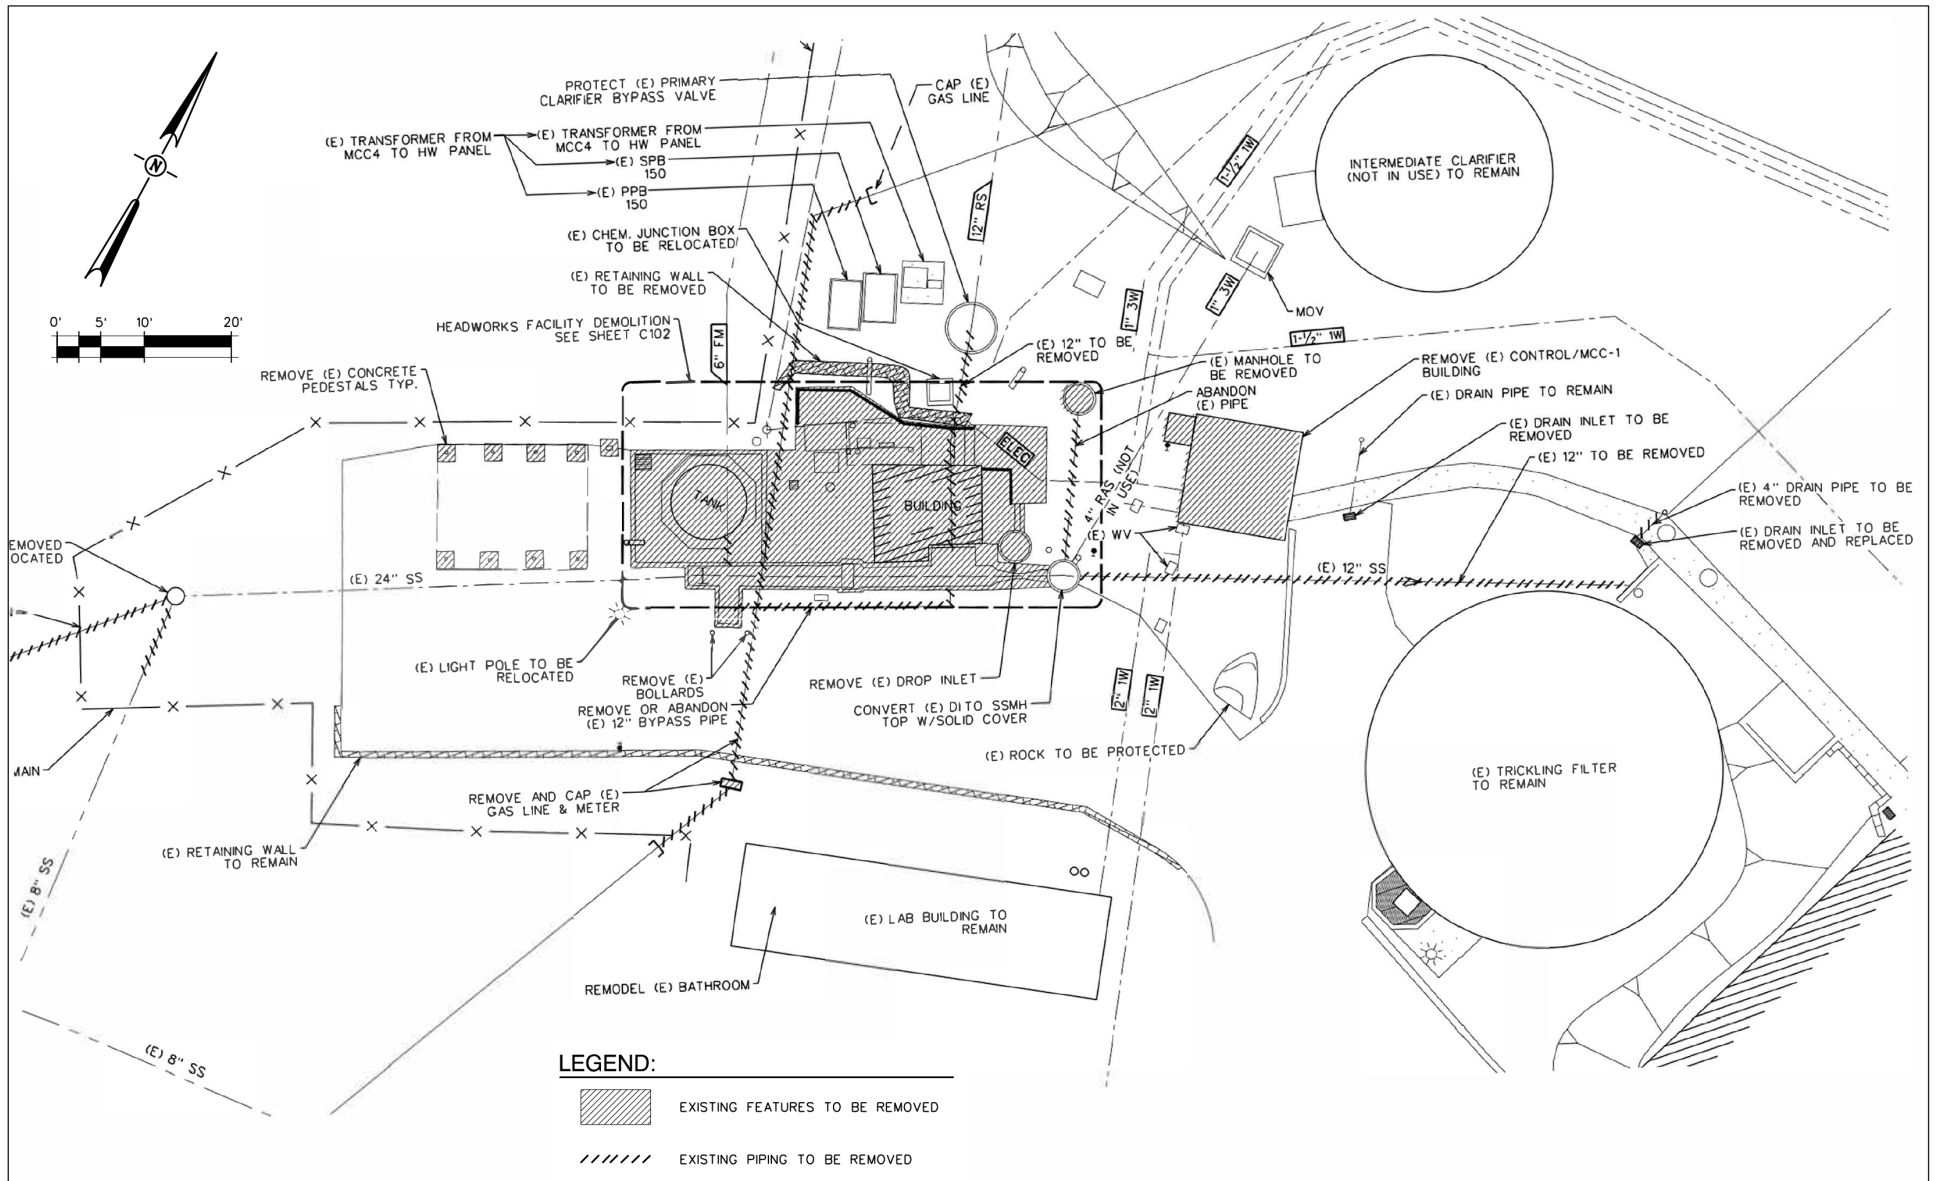 PROTECT (E) PRIMARY
CLARIFIER BYPASS VALVE
CAP (E)
GAS LINE
(E) TRANSFORMER FROM
MCC4 TO HW PANEL
(E) TRANSFORMER FROM
MCC4 TO HW PANEL
(E) SPB
150
(E) PPB
150
N
12" RS
1-1/2" 1W
INTERMEDIATE CLARIFIER
(NOT IN USE) TO REMAIN
(E) CHEM. JUNCTION BOX
TO BE RELOCATED
(E) RETAINING WALL
TO BE REMOVED
1" 3W
1" 3W
MOV
0' 5' 10' 20'
HEADWORKS FACILITY DEMOLITION
SEE SHEET C102
6" FM
(E) 12" TO BE
REMOVED
1-1/2" 1W
(E) MANHOLE TO
BE REMOVED
REMOVE (E) CONTROL/MCC-1
BUILDING
REMOVE (E) CONCRETE
PEDESTALS TYP.
ABANDON
(E) PIPE
(E) DRAIN PIPE TO REMAIN
(E) DRAIN INLET TO BE
REMOVED
(E) 12" TO BE REMOVED
ELEC
4" RAS (NOT
IN USE)
TANK
BUILDING
(E) WV
(E) 4" DRAIN PIPE TO BE
REMOVED
(E) DRAIN INLET TO BE
REMOVED AND REPLACED
EMOVED
OCATED
(E) 24" SS
(E) 12" SS
(E) LIGHT POLE TO BE
RELOCATED
REMOVE (E)
BOLLARDS
REMOVE (E) DROP INLET
2" 1W
2" 1W
REMOVE OR ABANDON
(E) 12" BYPASS PIPE
CONVERT (E) DI TO SSMH
TOP W/SOLID COVER
(E) ROCK TO BE PROTECTED
MAIN
REMOVE AND CAP (E)
GAS LINE & METER
(E) TRICKLING FILTER
TO REMAIN
(E) RETAINING WALL
TO REMAIN
(E) 8" SS
(E) LAB BUILDING TO
REMAIN
REMODEL (E) BATHROOM
(E) 8" SS
LEGEND:
EXISTING FEATURES TO BE REMOVED
EXISTING PIPING TO BE REMOVED